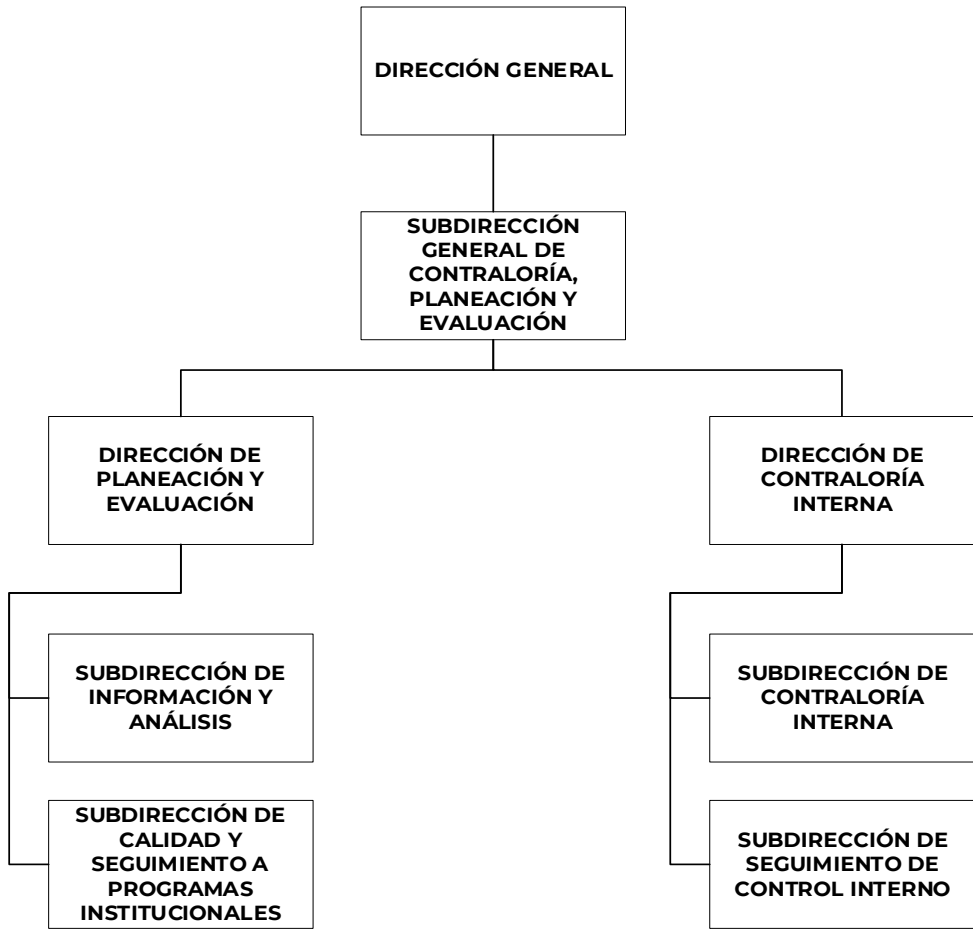 DIRECCIÓN GENERAL
SUBDIRECCIÓN
GENERAL DE
CONTRALORÍA,
PLANEACIÓN Y
EVALUACIÓN
DIRECCIÓN DE
PLANEACIÓN Y
EVALUACIÓN
DIRECCIÓN DE
CONTRALORÍA
INTERNA
SUBDIRECCIÓN DE
INFORMACIÓN Y
ANÁLISIS
SUBDIRECCIÓN DE
CONTRALORÍA
INTERNA
SUBDIRECCIÓN DE
CALIDAD Y
SEGUIMIENTO A
PROGRAMAS
INSTITUCIONALES
SUBDIRECCIÓN DE
SEGUIMIENTO DE
CONTROL INTERNO